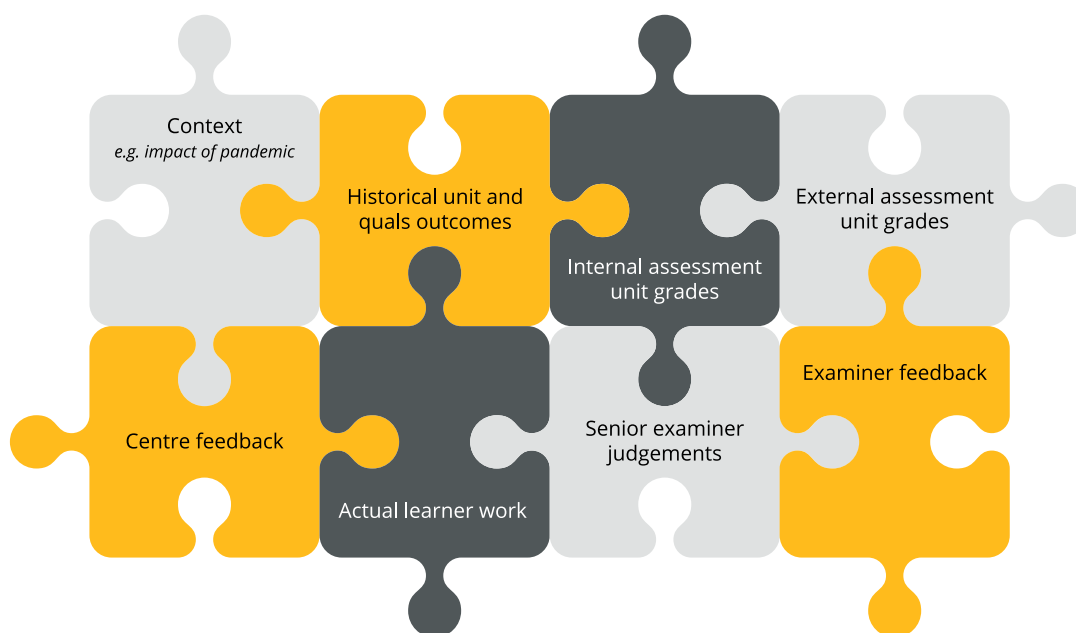 Context
e.g. impact of pandemic
Historical unit and
quals outcomes
Internal assessment
unit grades
External assessment
unit grades
Centre feedback
Actual learner work
Senior examiner
judgements
Examiner feedback